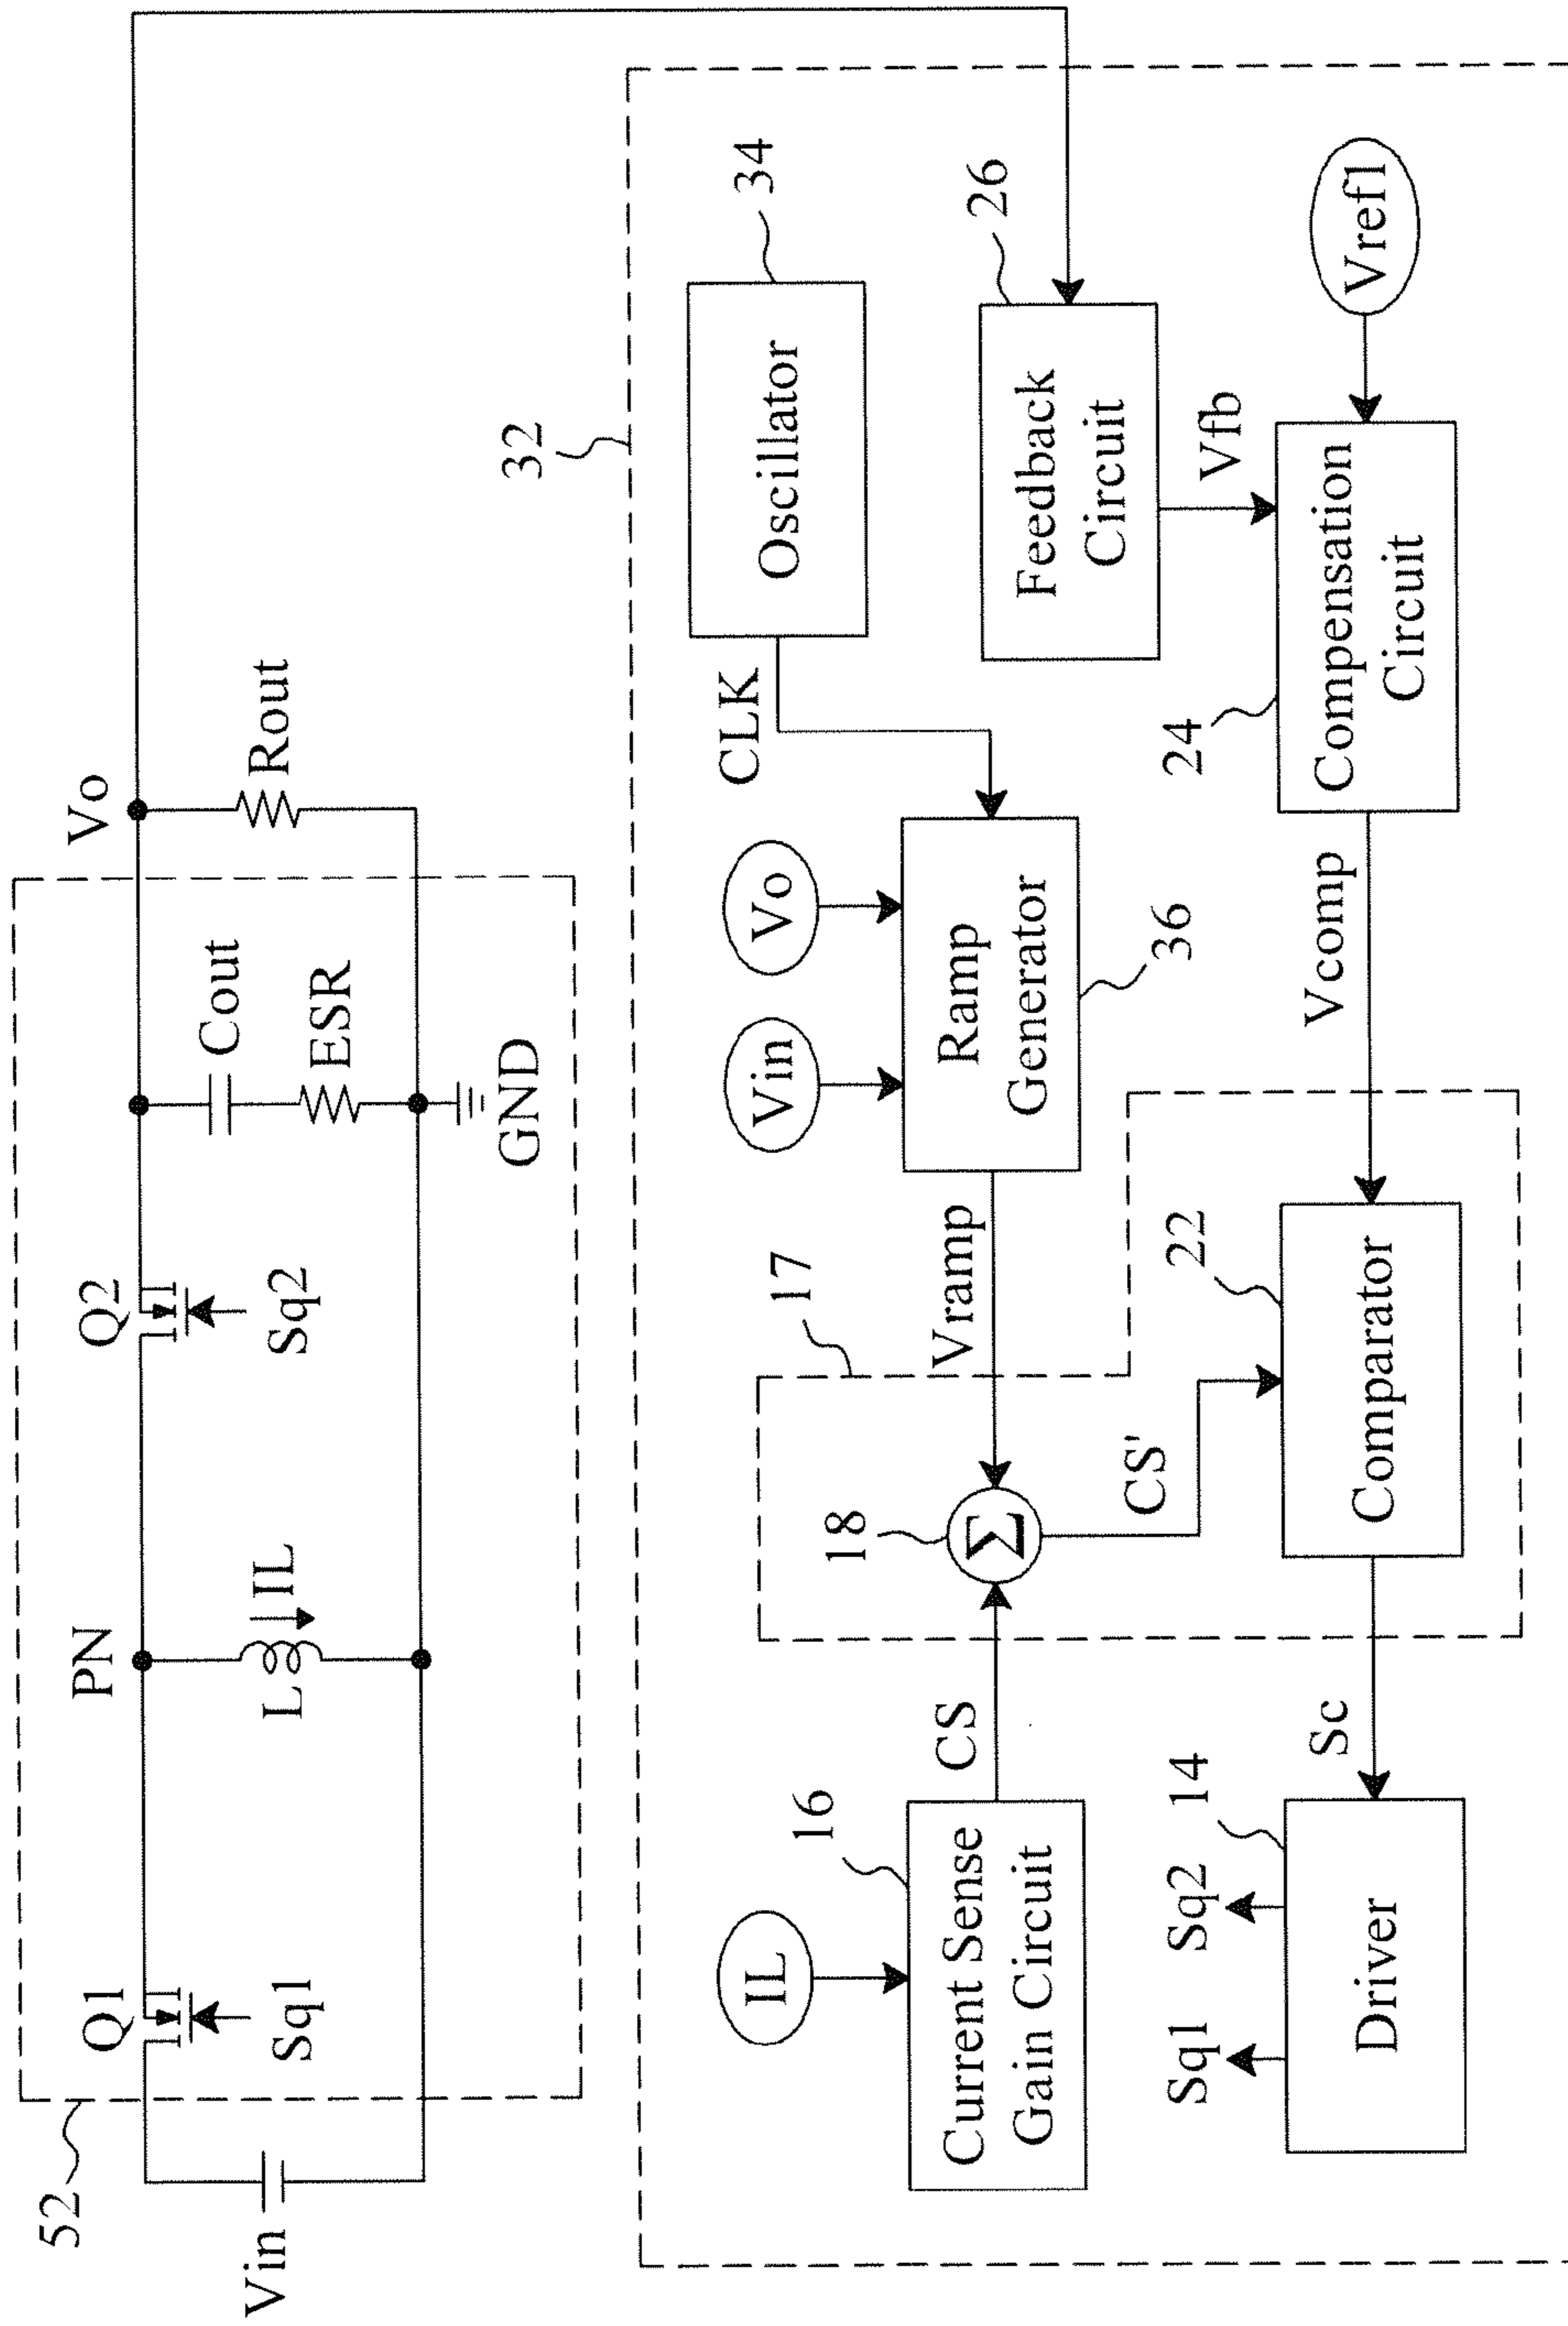 52
Vin
Q1
Sq1
PN
L
IL
Q2
Sq2
Cout
ESR
GND
Vo
Rout
32
IL
16
Current Sense
Gain Circuit
CS
18
Σ
17
Vramp
CS'
Vin
Vo
Ramp
Generator
36
CLK
Oscillator
34
Feedback
Circuit
26
Vfb
Sq1
Sq2
14
Driver
Sc
22
Comparator
Vcomp
24
Compensation
Circuit
Vref1